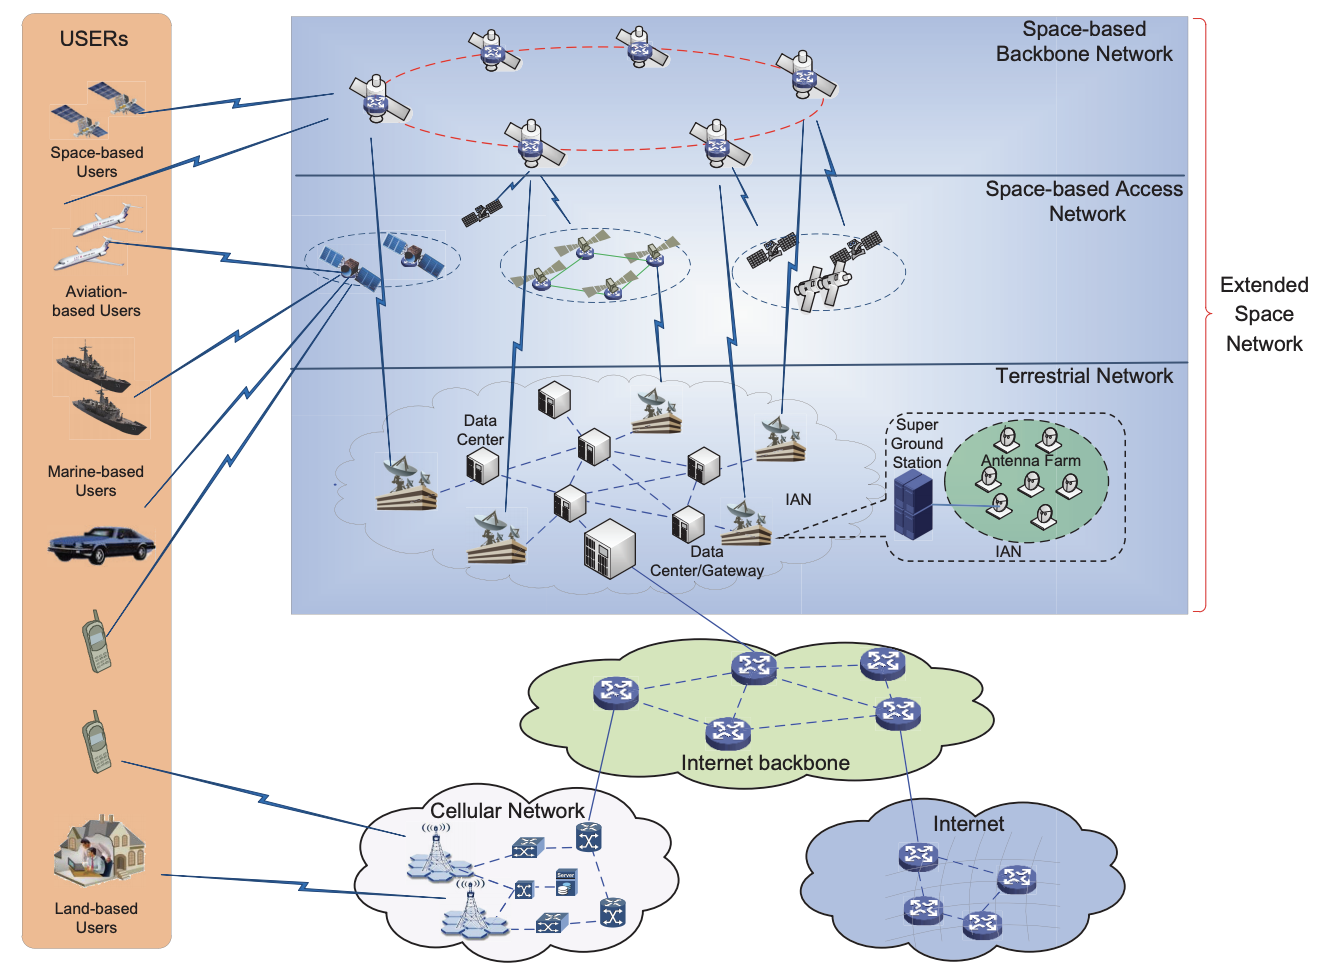 USERs
Space-based
Users
Aviation-
based Users
Marine-based
Users
Land-based
Users
Space-based
Backbone Network
Space-based Access
Network
Terrestrial Network
Extended
Space
Network
Data
Center
IAN
Data
Center/Gateway
Super
Ground
Station
Antenna Farm
IAN
Internet backbone
Cellular Network
Server
Internet